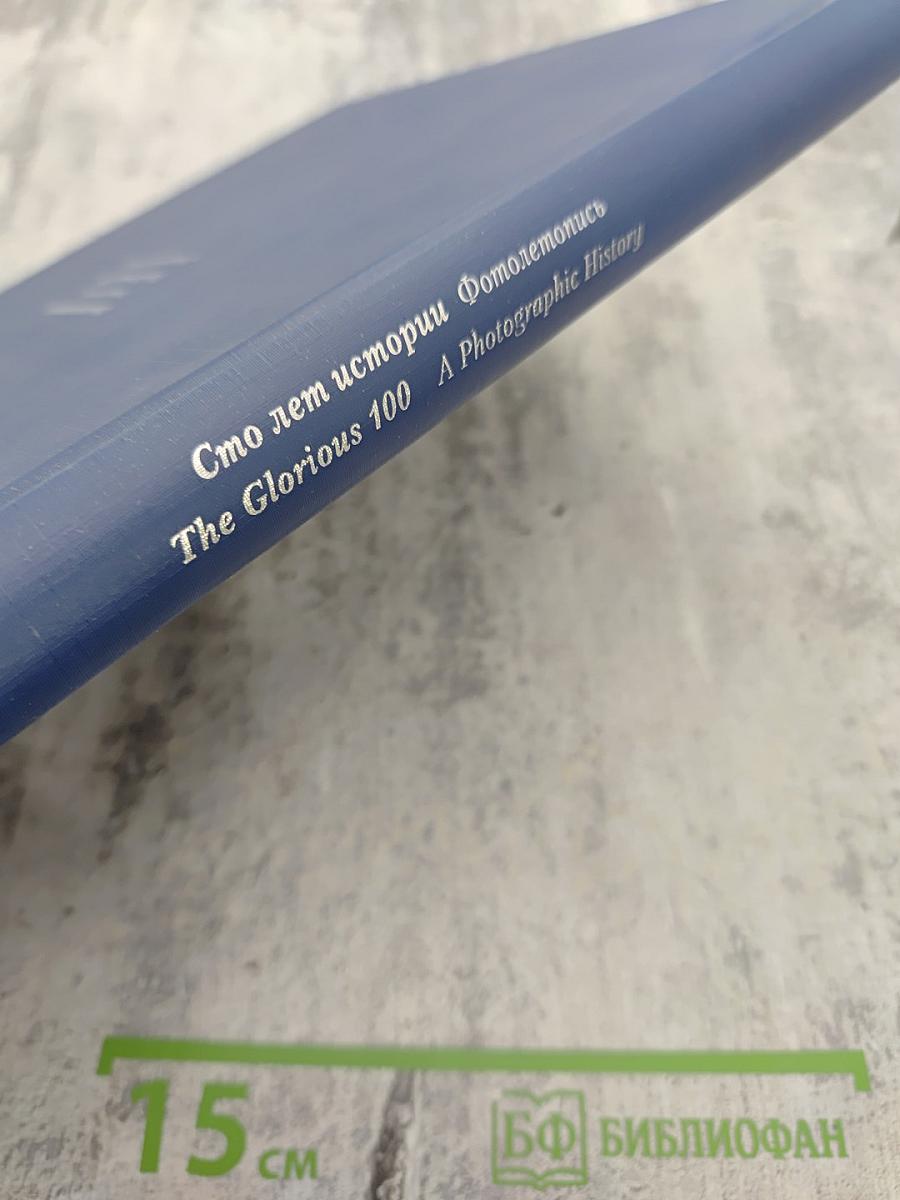 Сто лет истории Фотолетопись
The Glorious 100 A Photographic History
15 см
БФ БИБЛИОФАН